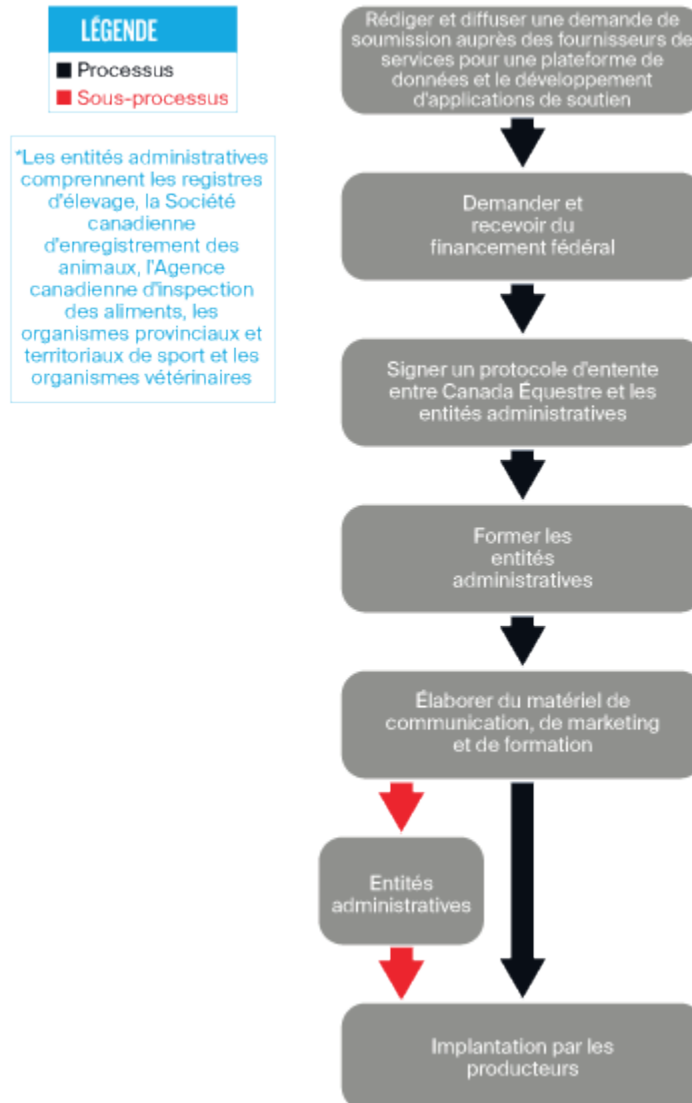 LÉGENDE
Processus
Sous-processus
*Les entités administratives
comprennent les registres
d'élevage, la Société
canadienne
d'enregistrement des
animaux, l'Agence
canadienne d'inspection
des aliments, les
organismes provinciaux et
territoriaux de sport et les
organismes vétérinaires
Rédiger et diffuser une demande de
soumission auprès des fournisseurs de
services pour une plateforme de
données et le développement
d'applications de soutien
Demander et
recevoir du
financement fédéral
Signer un protocole d'entente
entre Canada Équestre et les
entités administratives
Former les
entités
administratives
Élaborer du matériel de
communication, de marketing
et de formation
Entités
administratives
Implantation par les
producteurs